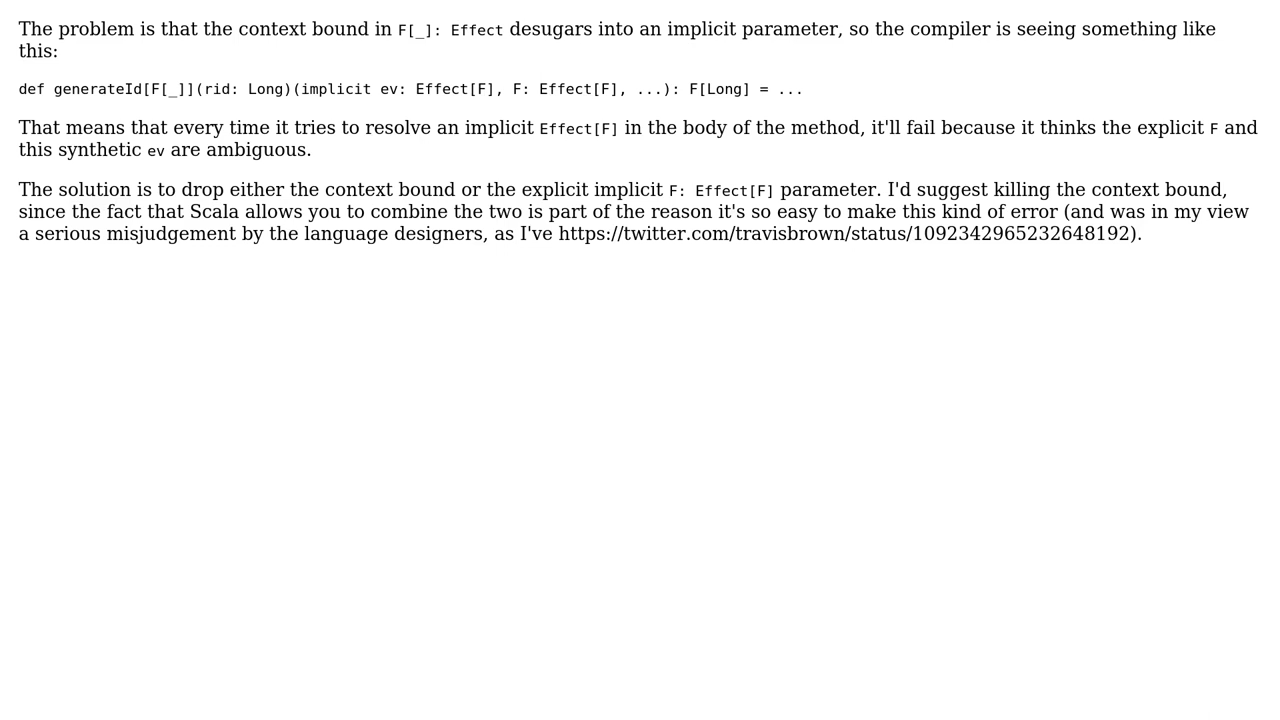 The problem is that the context bound in F[_]: Effect desugars into an implicit parameter, so the compiler is seeing something like
this:
def generateId[F[_]](rid: Long)(implicit ev: Effect[F], F: Effect[F], ...): F[Long] = ...
That means that every time it tries to resolve an implicit Effect[F] in the body of the method, it'll fail because it thinks the explicit F and
this synthetic ev are ambiguous.
The solution is to drop either the context bound or the explicit implicit F: Effect[F] parameter. I'd suggest killing the context bound,
since the fact that Scala allows you to combine the two is part of the reason it's so easy to make this kind of error (and was in my view
a serious misjudgement by the language designers, as I've https://twitter.com/travisbrown/status/1092342965232648192).